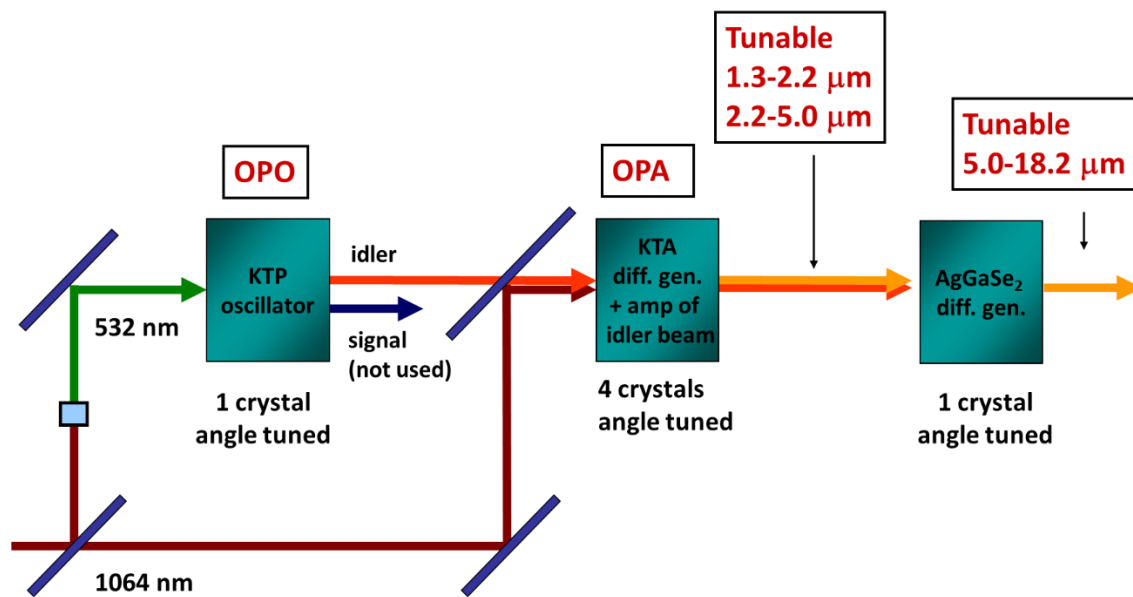 Tunable
1.3-2.2 μm
2.2-5.0 μm
Tunable
5.0-18.2 μm
OPO
OPA
KTP
oscillator
idler
signal
(not used)
KTA
diff. gen.
+ amp of
idler beam
AgGaSe₂
diff. gen.
532 nm
1 crystal
angle tuned
4 crystals
angle tuned
1 crystal
angle tuned
1064 nm